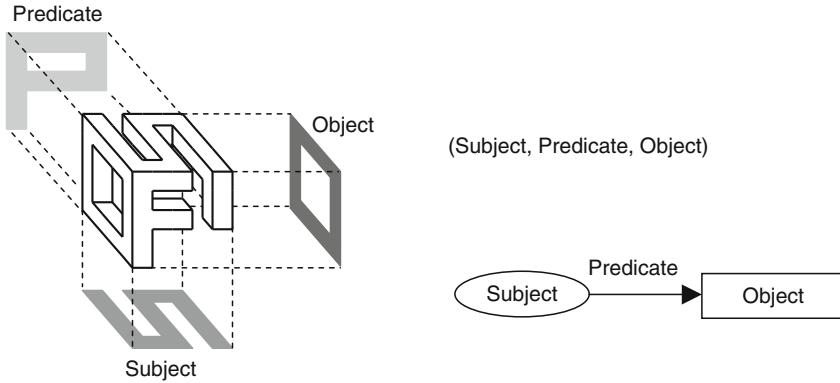 Predicate
Object
Subject
(Subject, Predicate, Object)
Predicate
Subject
Object